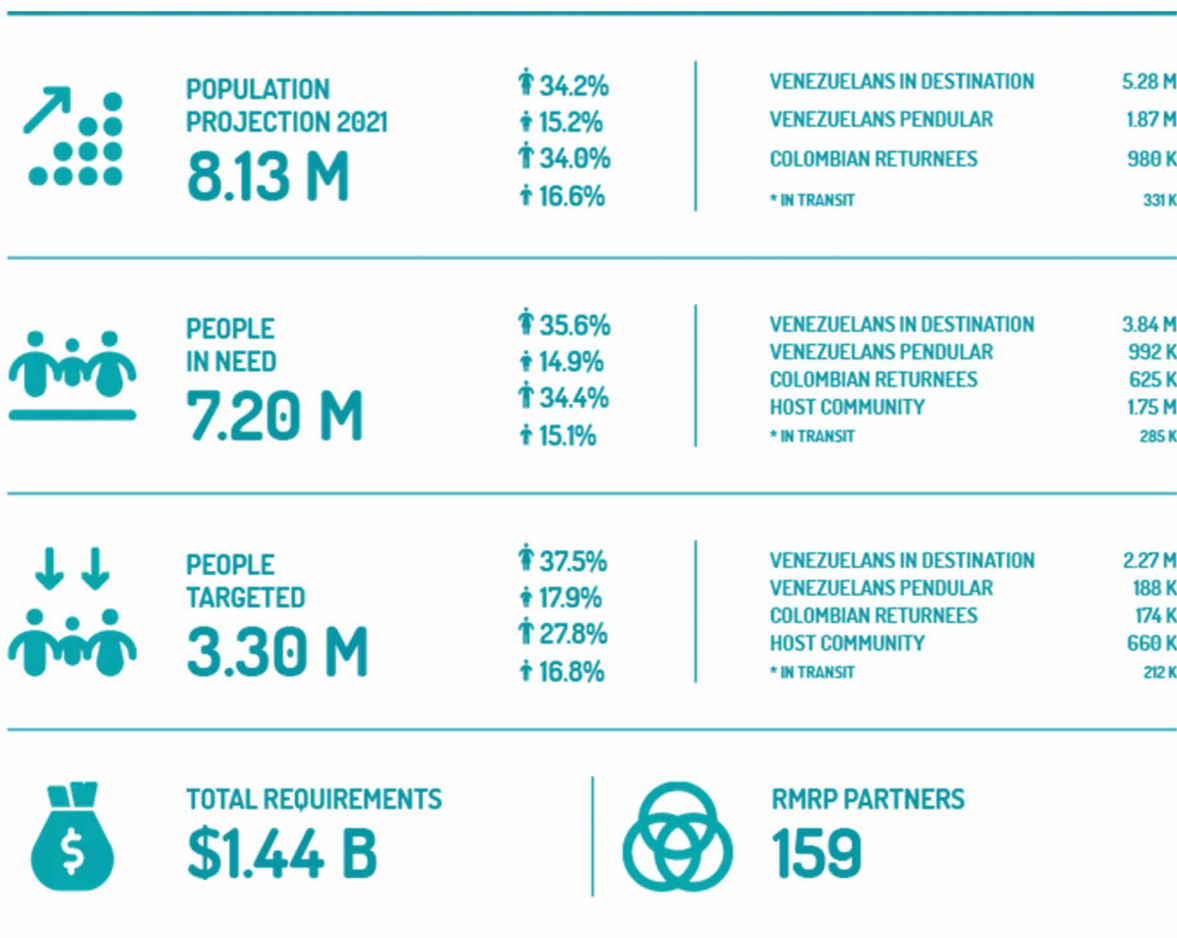 POPULATION
PROJECTION 2021
8.13 M
34.2%
15.2%
34.0%
16.6%
VENEZUELANS IN DESTINATION 5.28 M
VENEZUELANS PENDULAR 1.87 M
COLOMBIAN RETURNEES 980 K
* IN TRANSIT 331 K
PEOPLE
IN NEED
7.20 M
35.6%
14.9%
34.4%
15.1%
VENEZUELANS IN DESTINATION 3.84 M
VENEZUELANS PENDULAR 992 K
COLOMBIAN RETURNEES 625 K
HOST COMMUNITY 1.75 M
* IN TRANSIT 285 K
PEOPLE
TARGETED
3.30 M
37.5%
17.9%
27.8%
16.8%
VENEZUELANS IN DESTINATION 2.27 M
VENEZUELANS PENDULAR 188 K
COLOMBIAN RETURNEES 174 K
HOST COMMUNITY 660 K
* IN TRANSIT 212 K
$
TOTAL REQUIREMENTS
$1.44 B
RMRP PARTNERS
159